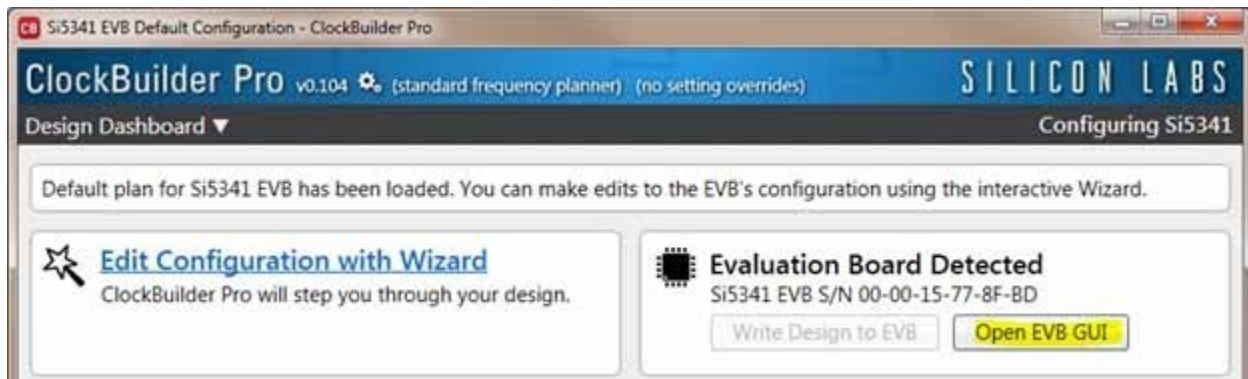 CB Si5341 EVB Default Configuration - ClockBuilder Pro
ClockBuilder Pro v0.104 (standard frequency planner) (no setting overrides) SILICON LABS
Design Dashboard ▼ Configuring Si5341
Default plan for Si5341 EVB has been loaded. You can make edits to the EVB's configuration using the interactive Wizard.
Edit Configuration with Wizard
ClockBuilder Pro will step you through your design.
Evaluation Board Detected
Si5341 EVB S/N 00-00-15-77-8F-BD
Write Design to EVB
Open EVB GUI